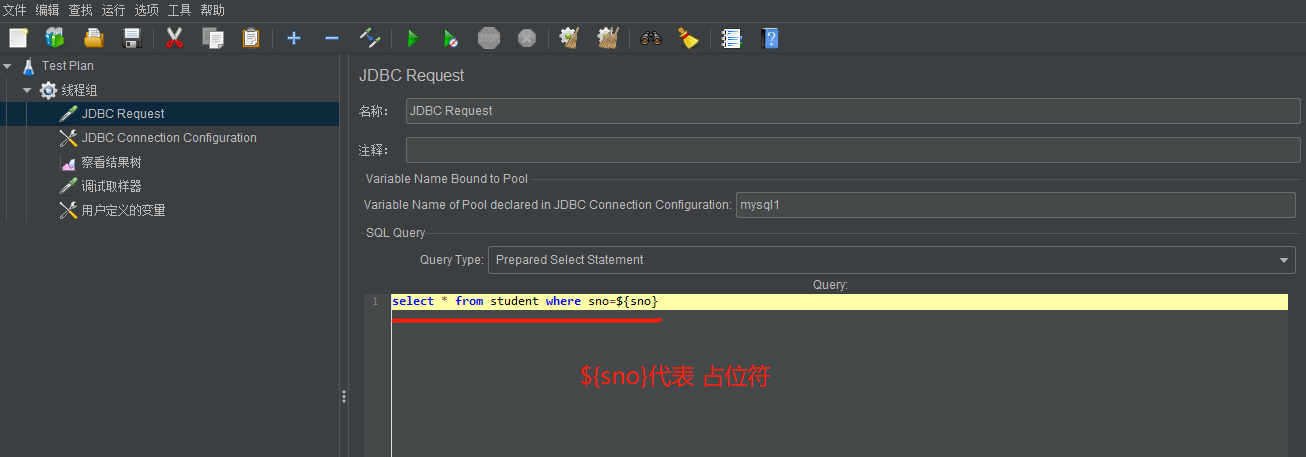 文件 编辑 查找 运行 选项 工具 帮助
STOP
Test Plan
线程组
JDBC Request
JDBC Connection Configuration
察看结果树
调试取样器
用户定义的变量
JDBC Request
名称： JDBC Request
注释：
Variable Name Bound to Pool
Variable Name of Pool declared in JDBC Connection Configuration: mysql1
SQL Query
Query Type: Prepared Select Statement
Query:
1 select * from student where sno=${sno}
${sno}代表 占位符